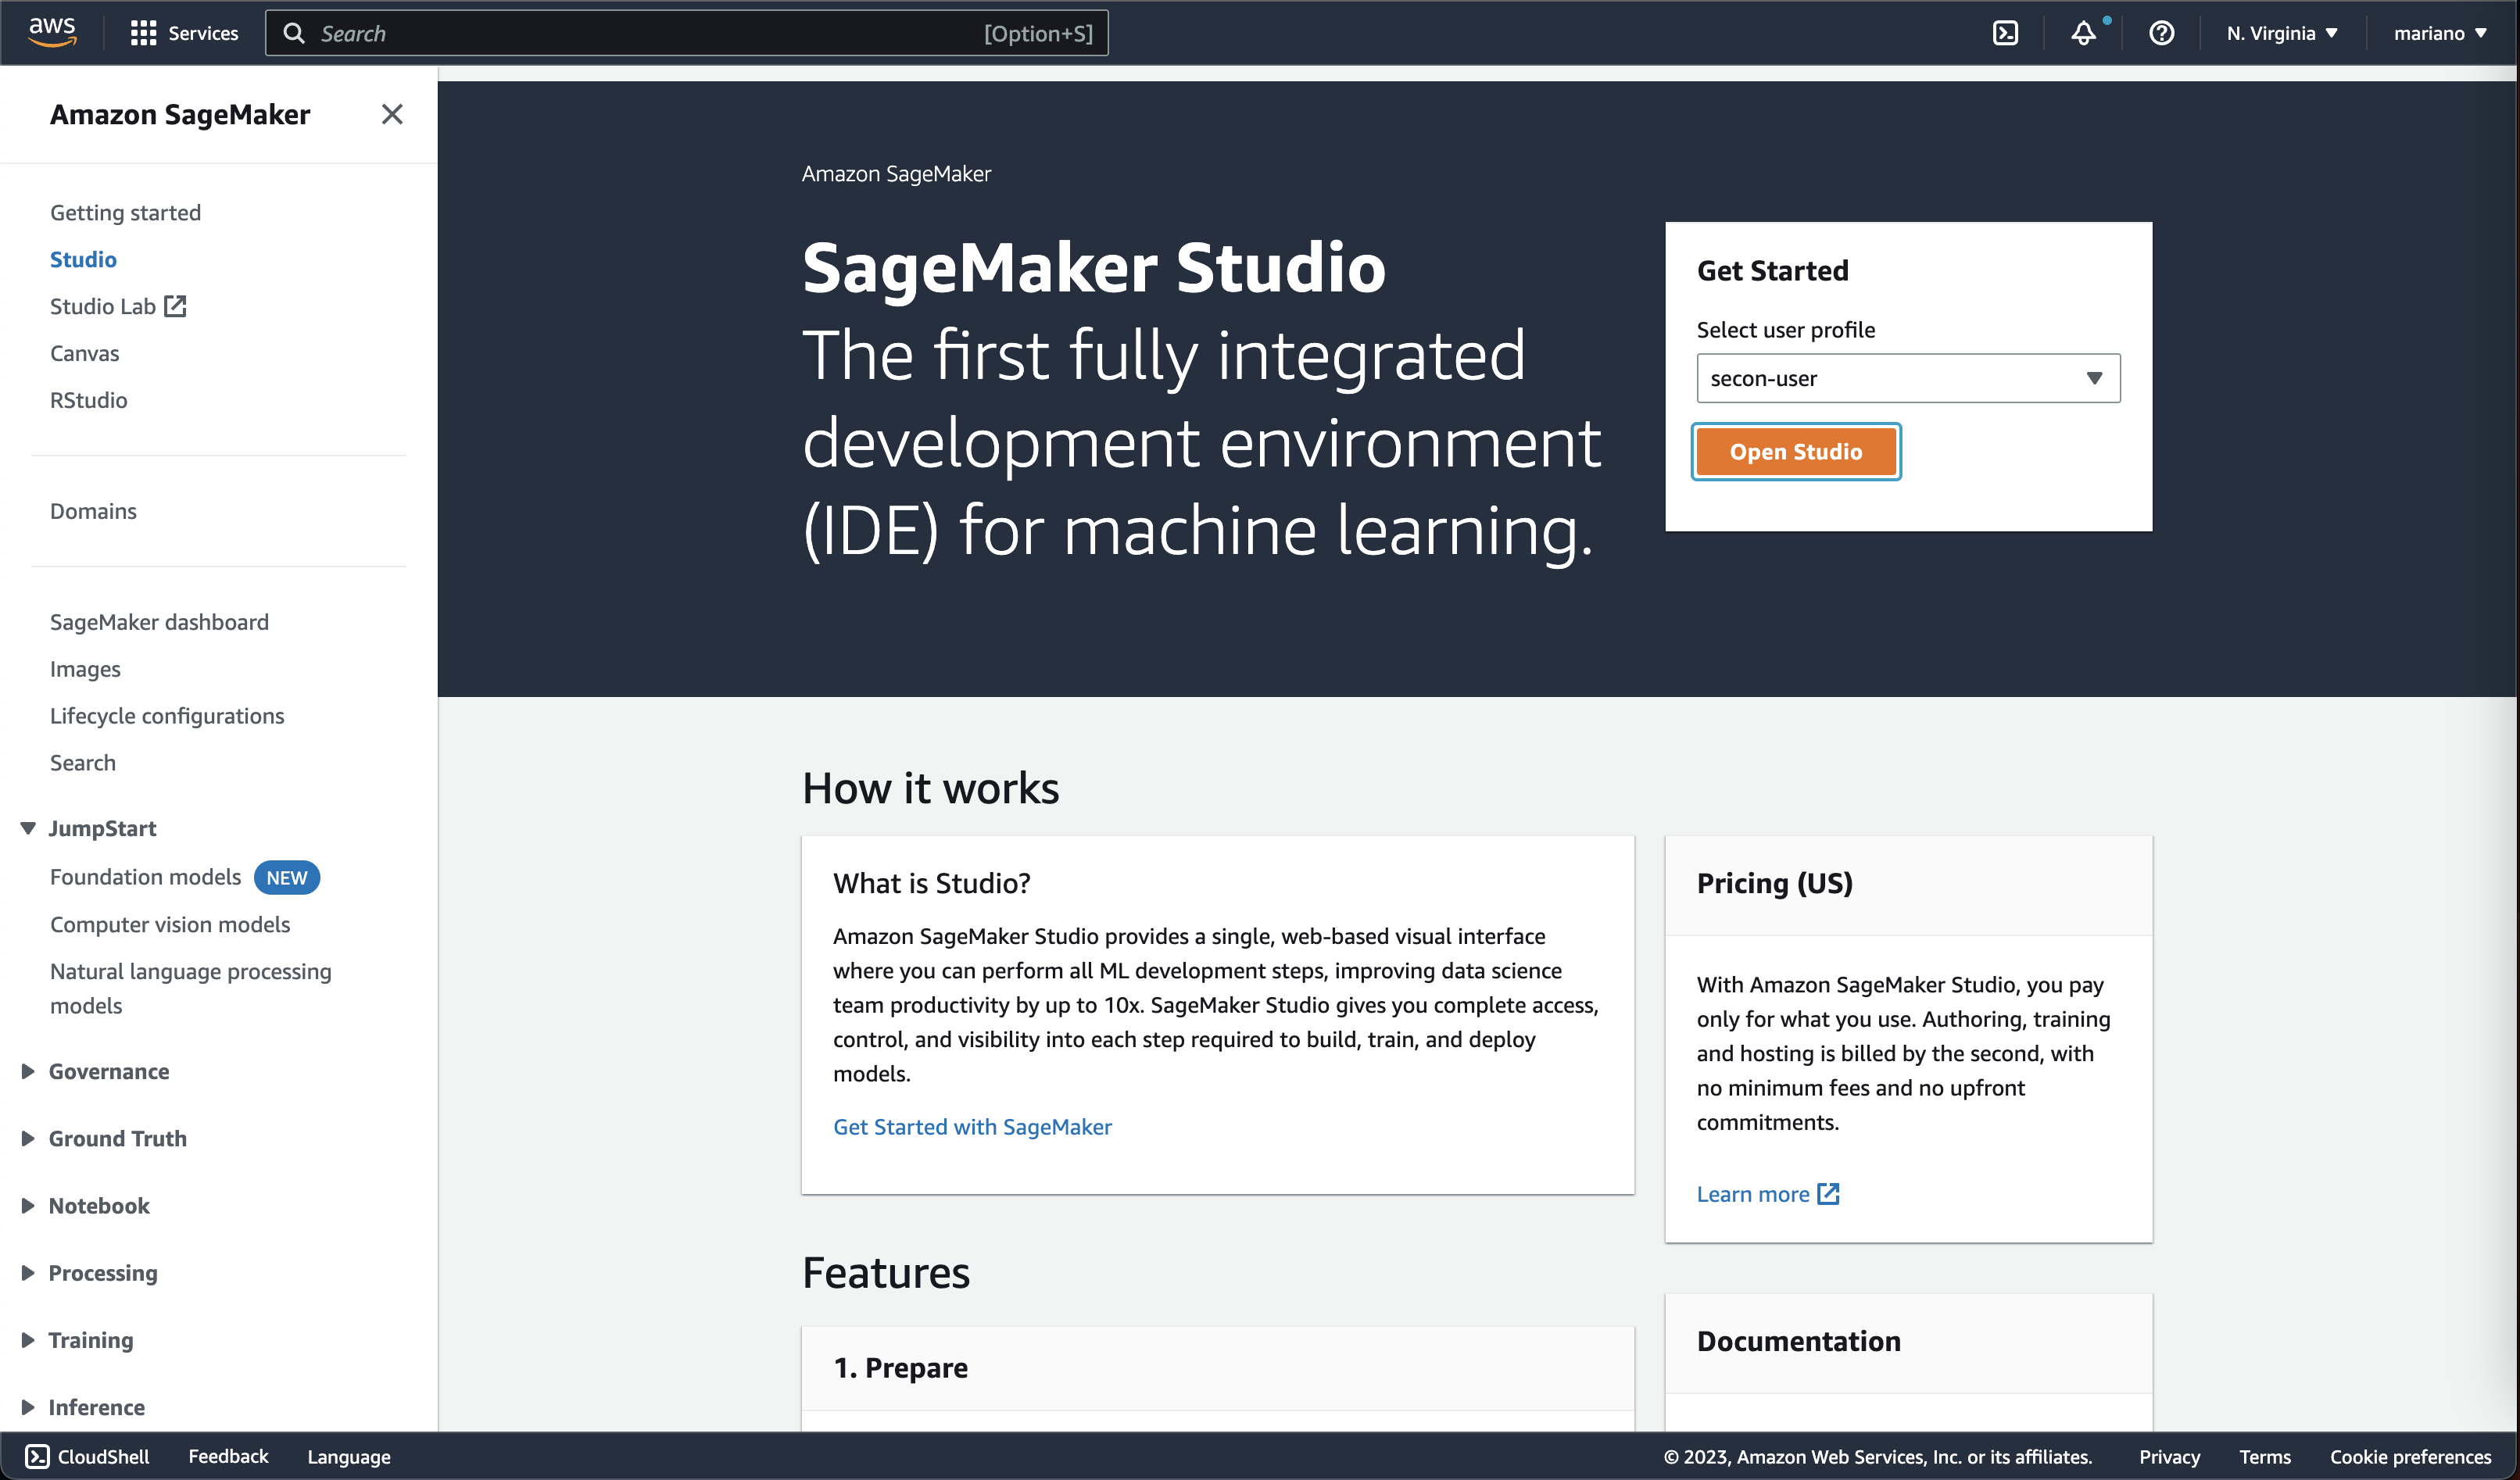 aws
Services
Search
[Option+S]
N. Virginia
mariano
Amazon SageMaker
Getting started
Studio
Studio Lab
Canvas
RStudio
Domains
SageMaker dashboard
Images
Lifecycle configurations
Search
JumpStart
Foundation models NEW
Computer vision models
Natural language processing
models
Governance
Ground Truth
Notebook
Processing
Training
Inference
Amazon SageMaker
SageMaker Studio
The first fully integrated
development environment
(IDE) for machine learning.
Get Started
Select user profile
secon-user
Open Studio
How it works
What is Studio?
Amazon SageMaker Studio provides a single, web-based visual interface
where you can perform all ML development steps, improving data science
team productivity by up to 10x. SageMaker Studio gives you complete access,
control, and visibility into each step required to build, train, and deploy
models.
Get Started with SageMaker
Pricing (US)
With Amazon SageMaker Studio, you pay
only for what you use. Authoring, training
and hosting is billed by the second, with
no minimum fees and no upfront
commitments.
Learn more
Features
1. Prepare
Documentation
CloudShell
Feedback
Language
© 2023, Amazon Web Services, Inc. or its affiliates.
Privacy
Terms
Cookie preferences